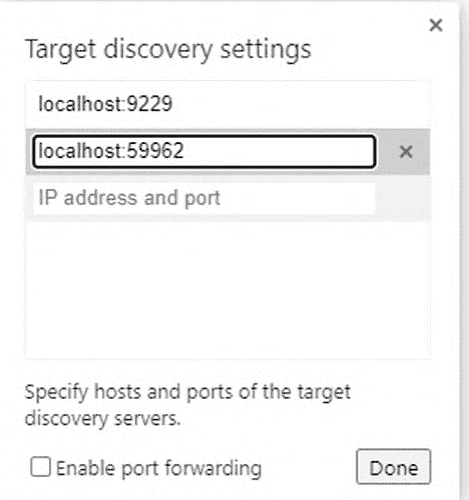 Target discovery settings
localhost:9229
localhost:59962
IP address and port
Specify hosts and ports of the target
discovery servers.
Enable port forwarding
Done